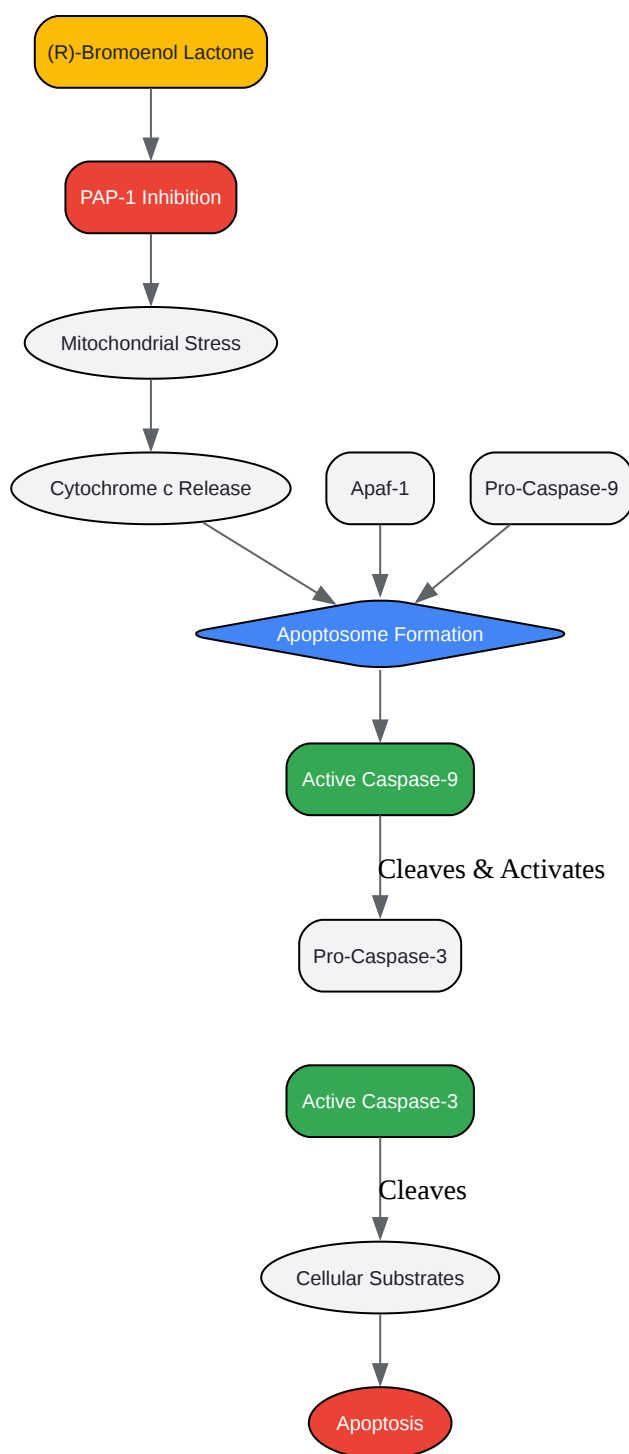 (R)-Bromoenol Lactone
PAP-1 Inhibition
Mitochondrial Stress
Cytochrome c Release
Apaf-1
Pro-Caspase-9
Apoptosome Formation
Active Caspase-9
Cleaves & Activates
Pro-Caspase-3
Active Caspase-3
Cleaves
Cellular Substrates
Apoptosis